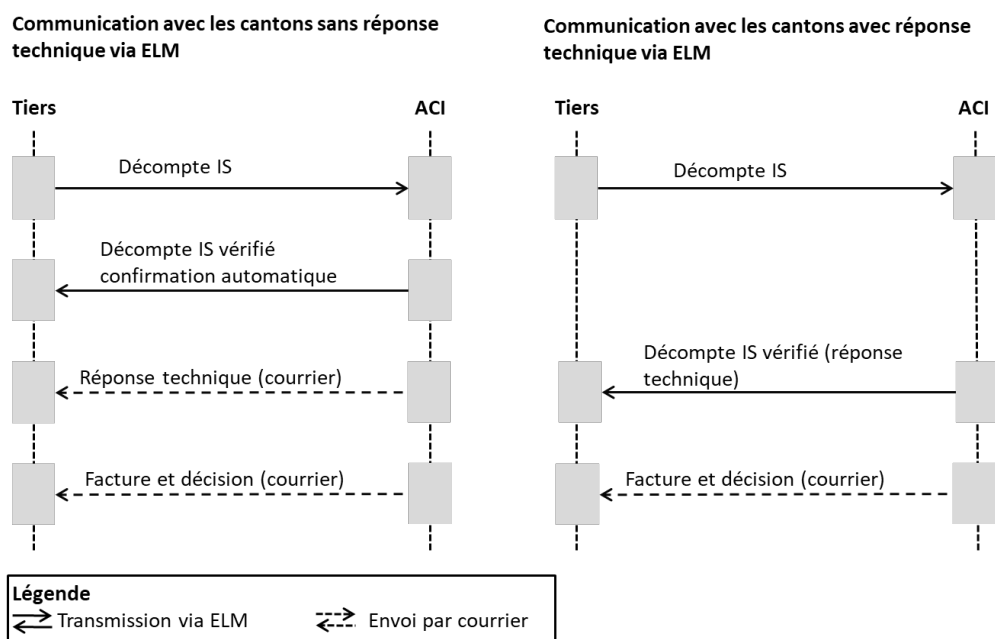 Communication avec les cantons sans réponse
technique via ELM
Tiers
ACI
Décompte IS
Décompte IS vérifié
confirmation automatique
Réponse technique (courrier)
Facture et décision (courrier)
Communication avec les cantons avec réponse
technique via ELM
Tiers
ACI
Décompte IS
Décompte IS vérifié (réponse
technique)
Facture et décision (courrier)
Légende
Transmission via ELM
Envoi par courrier